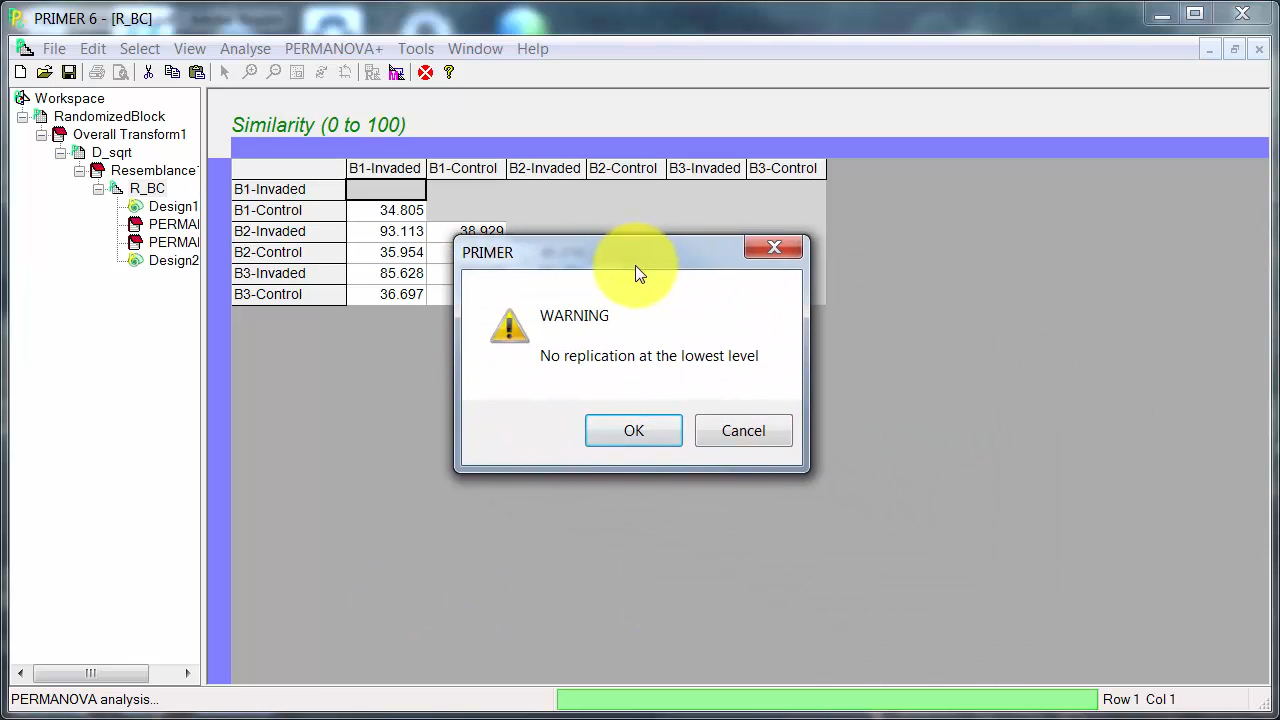 PRIMER 6 - [R_BC]
File Edit Select View Analyse PERMANOVA+ Tools Window Help
Workspace
RandomizedBlock
Overall Transform1
D_sqrt
Resemblance
R_BC
Design1
PERMA
PERMA
Design2
Similarity (0 to 100)
B1-Invaded B1-Control B2-Invaded B2-Control B3-Invaded B3-Control
B1-Invaded
B1-Control 34.805
B2-Invaded 93.113 38.929
B2-Control 35.954
B3-Invaded 85.628
B3-Control 36.697
PRIMER
WARNING
No replication at the lowest level
OK Cancel
PERMANOVA analysis...
Row 1 Col 1